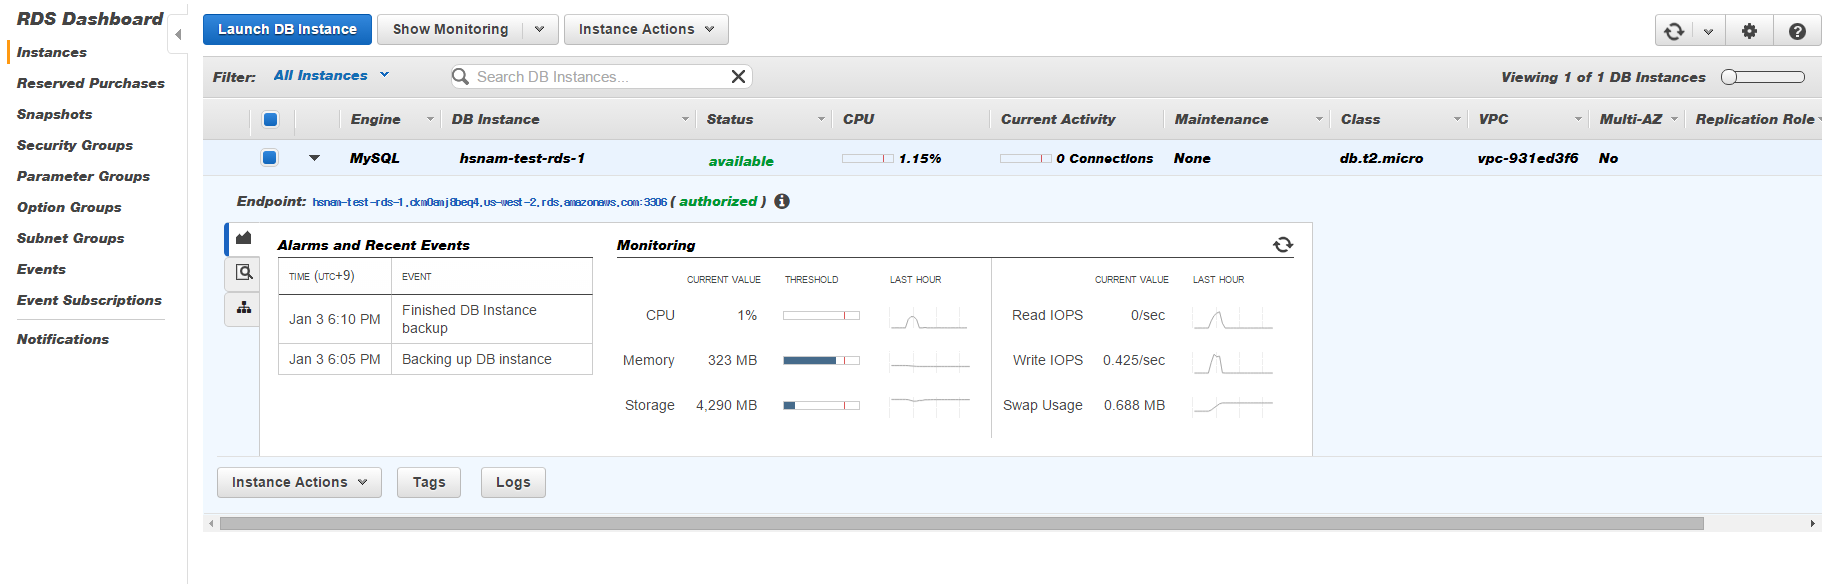 RDS Dashboard
Instances
Reserved Purchases
Snapshots
Security Groups
Parameter Groups
Option Groups
Subnet Groups
Events
Event Subscriptions
Notifications
Launch DB Instance Show Monitoring Instance Actions
Filter: All Instances Search DB Instances... Viewing 1 of 1 DB Instances
Engine DB Instance Status CPU Current Activity Maintenance Class VPC Multi-AZ Replication Role
MySQL hsnam-test-rds-1 available 1.15% 0 Connections None db.t2.micro vpc-931ed3f6 No
Endpoint: hsnam-test-rds-1.ckm0amj8beq4.us-west-2.rds.amazonaws.com:3306 ( authorized )
Alarms and Recent Events
TIME (UTC+9) EVENT
Jan 3 6:10 PM Finished DB Instance
backup
Jan 3 6:05 PM Backing up DB instance
Monitoring
CURRENT VALUE THRESHOLD LAST HOUR CURRENT VALUE LAST HOUR
CPU 1% Read IOPS 0/sec
Memory 323 MB Write IOPS 0.425/sec
Storage 4,290 MB Swap Usage 0.688 MB
Instance Actions Tags Logs